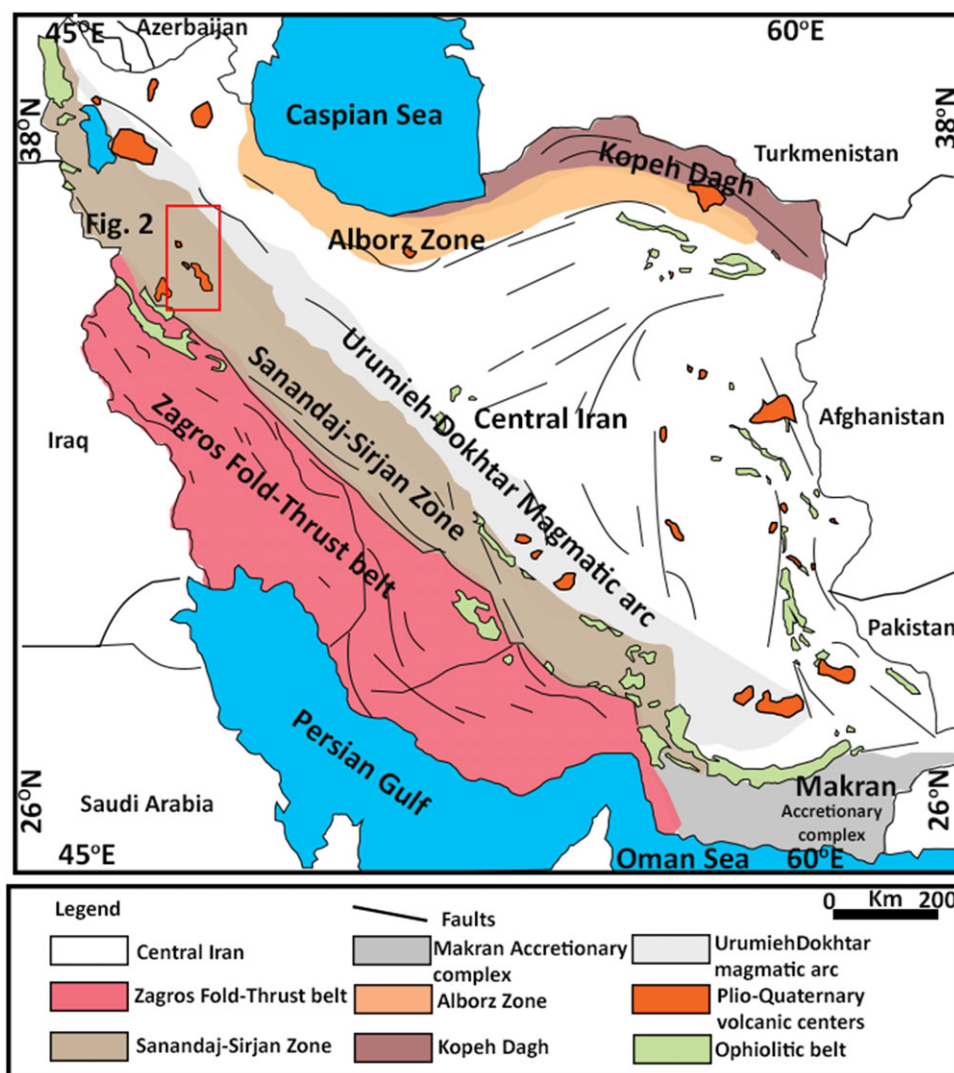 45°E
Azerbaijan
60°E
38°N
Caspian Sea
38°N
Kopeh Dagh
Turkmenistan
Fig. 2
Alborz Zone
Urumieh-Dokhtar Magmatic arc
Sanandaj-Sirjan Zone
Central Iran
Afghanistan
Iraq
Zagros Fold-Thrust belt
Pakistan
Persian Gulf
26°N
Saudi Arabia
Makran
Accretionary
complex
26°N
45°E
Oman Sea
60°E
Legend
Faults
0 Km 200
Central Iran
Makran Accretionary
complex
UrumiehDokhtar
magmatic arc
Zagros Fold-Thrust belt
Alborz Zone
Plio-Quaternary
volcanic centers
Sanandaj-Sirjan Zone
Kopeh Dagh
Ophiolitic belt